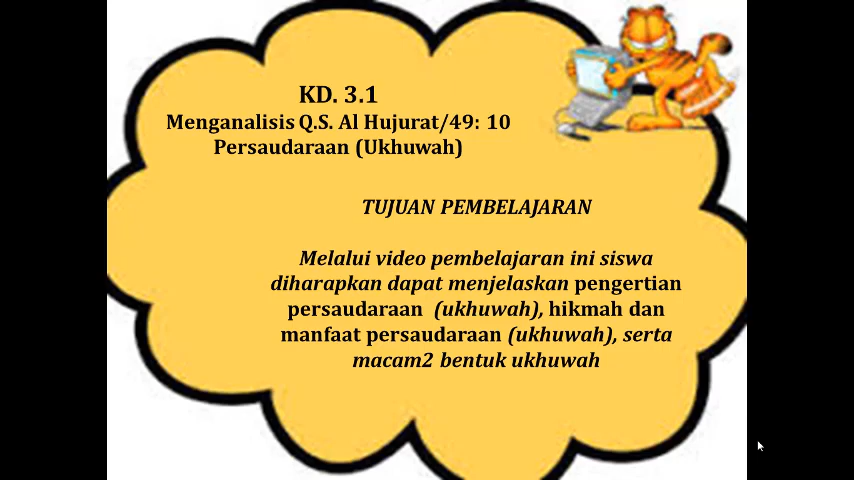 KD. 3.1
Menganalisis Q.S. Al Hujurat/49: 10
Persaudaraan (Ukhuwah)
TUJUAN PEMBELAJARAN
Melalui video pembelajaran ini siswa
diharapkan dapat menjelaskan pengertian
persaudaraan (ukhuwah), hikmah dan
manfaat persaudaraan (ukhuwah), serta
macam2 bentuk ukhuwah